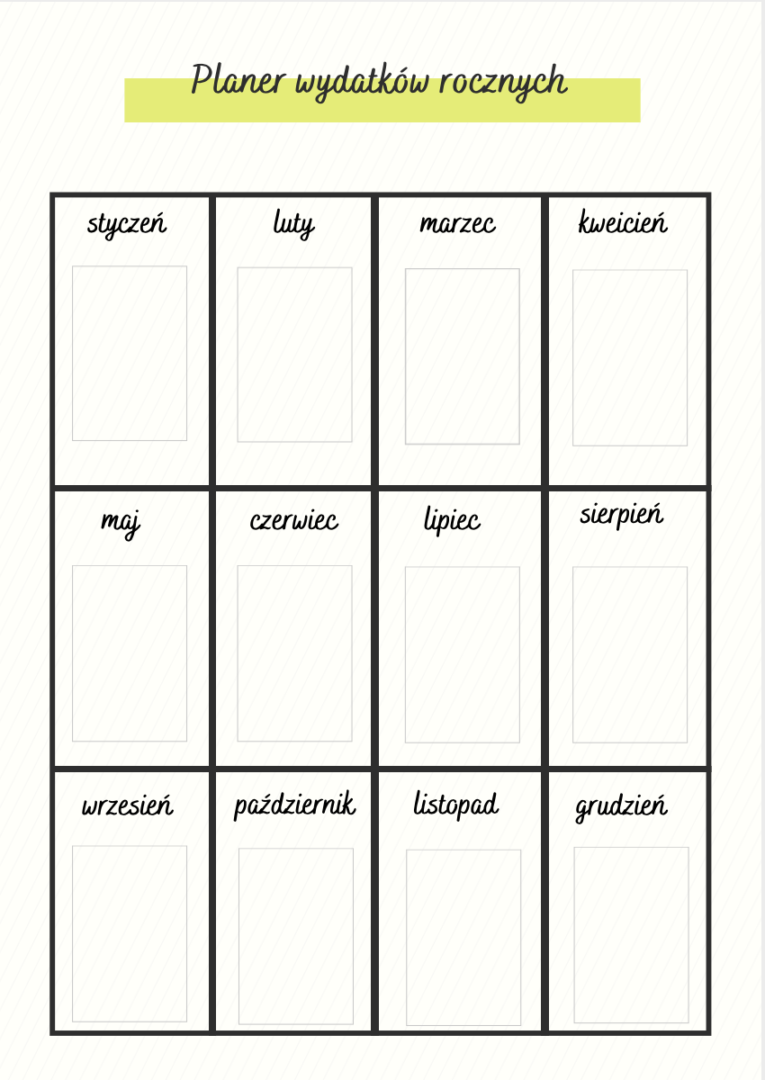 Planer wydatków rocznych
styczeń luty marzec kweicień
maj czerwiec lipiec sierpień
wrzesień październik listopad grudzień